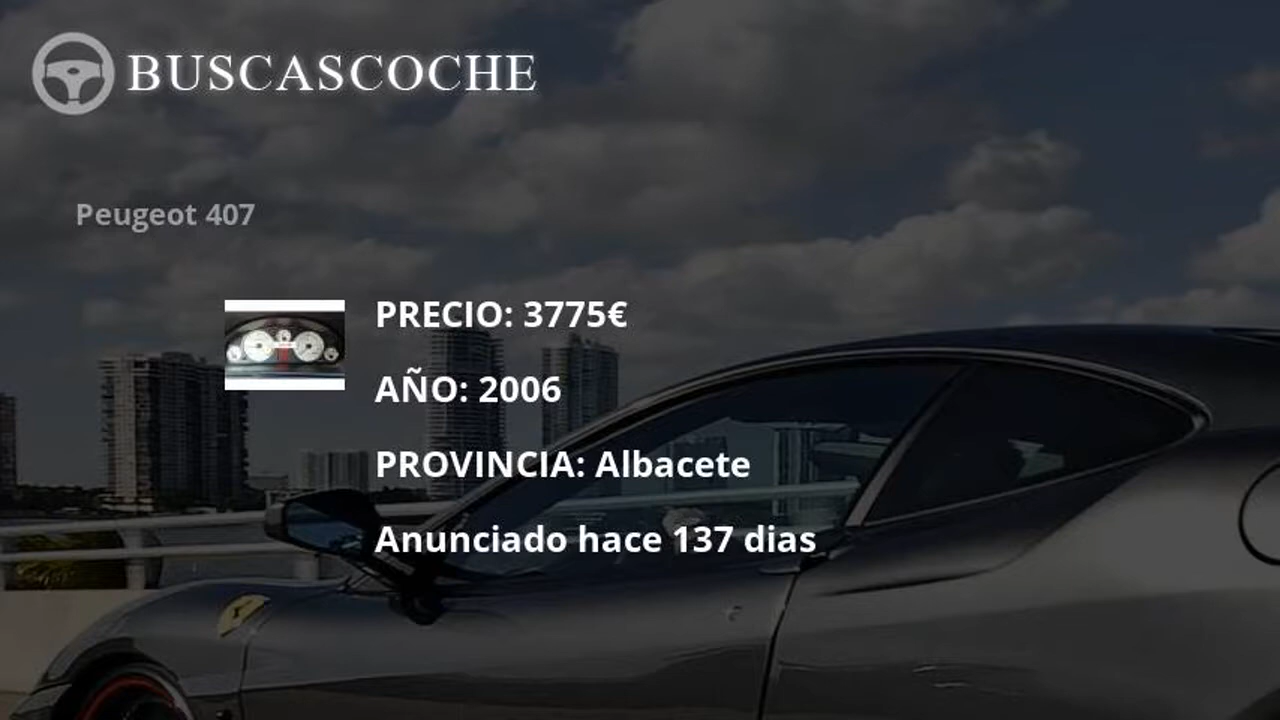 BUSCASCOCHE
Peugeot 407
PRECIO: 3775€
AÑO: 2006
PROVINCIA: Albacete
Anunciado hace 137 dias